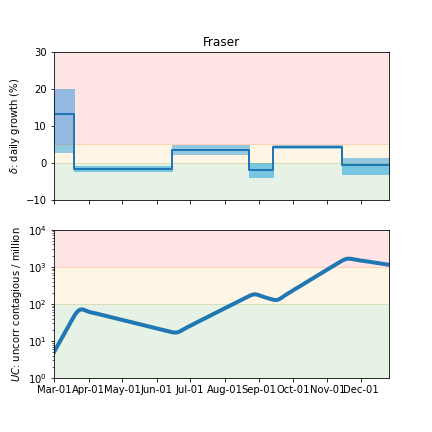 Fraser
δ: daily growth (%)
30
20
10
0
−10
UC: uncorr contagious / million
10⁴
10³
10²
10¹
10⁰
Mar-01 Apr-01 May-01 Jun-01 Jul-01 Aug-01 Sep-01 Oct-01 Nov-01 Dec-01